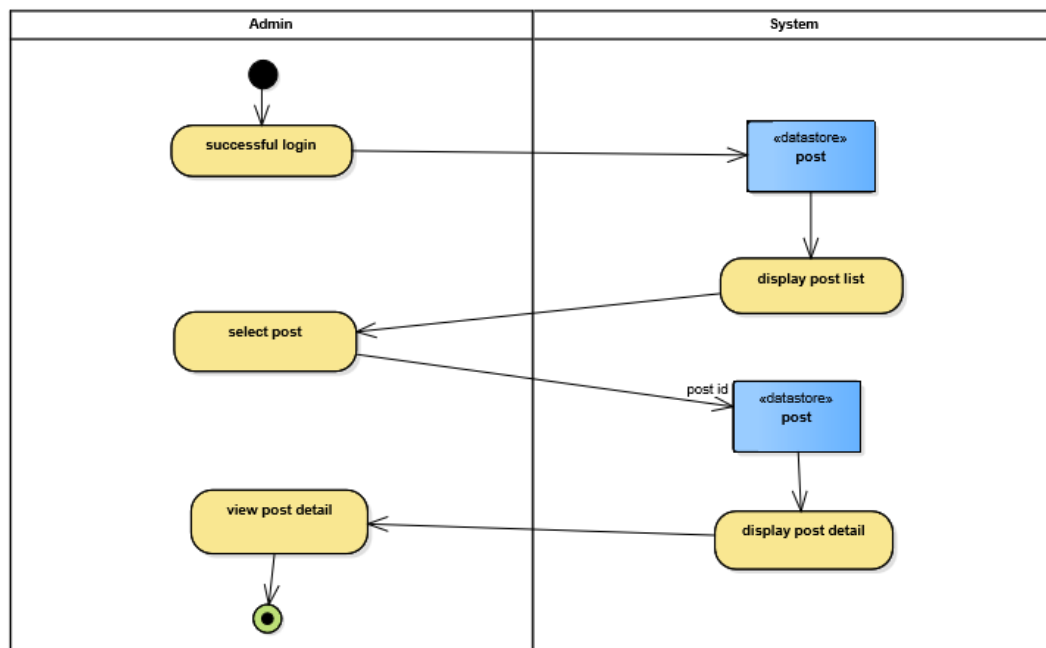 Admin
System
successful login
«datastore»
post
display post list
select post
post id
«datastore»
post
view post detail
display post detail